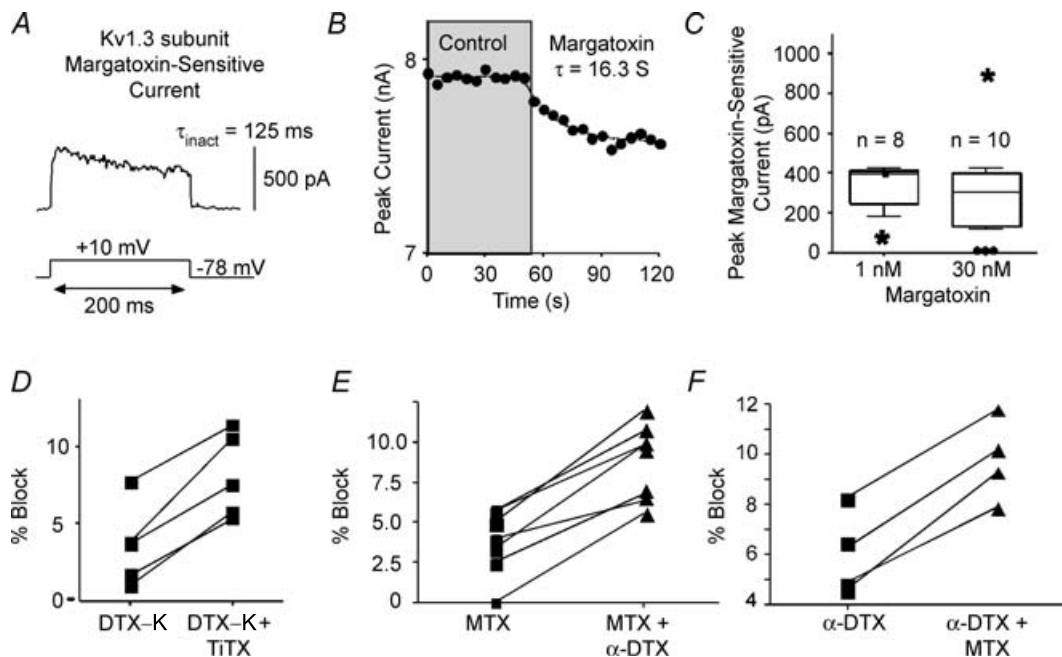 A
Kv1.3 subunit
Margatoxin-Sensitive
Current
τinact = 125 ms
500 pA
+10 mV
-78 mV
200 ms
B
Peak Current (nA)
8
7
Control
Margatoxin
τ = 16.3 S
0
30
60
90
120
Time (s)
C
Peak Margatoxin-Sensitive
Current (pA)
1000
800
600
400
200
0
*
n = 8
n = 10
*
1 nM
30 nM
Margatoxin
D
% Block
10
5
0
DTX–K
DTX–K+
TiTX
E
% Block
10.0
7.5
5.0
2.5
0
MTX
MTX +
α-DTX
F
% Block
12
10
8
6
4
α-DTX
α-DTX +
MTX